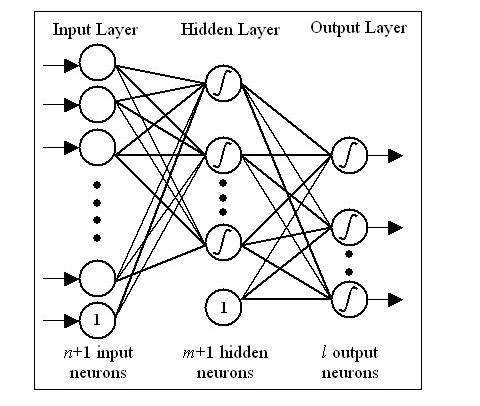 Input Layer
Hidden Layer
Output Layer
1
1
n+1 input
neurons
m+1 hidden
neurons
l output
neurons